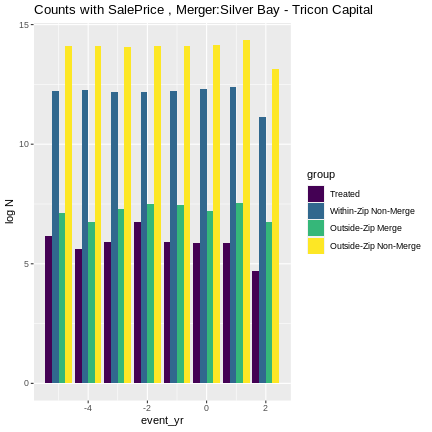 Counts with SalePrice , Merger:Silver Bay - Tricon Capital
15
10
5
0
log N
-4
-2
0
2
event_yr
group
Treated
Within-Zip Non-Merge
Outside-Zip Merge
Outside-Zip Non-Merge